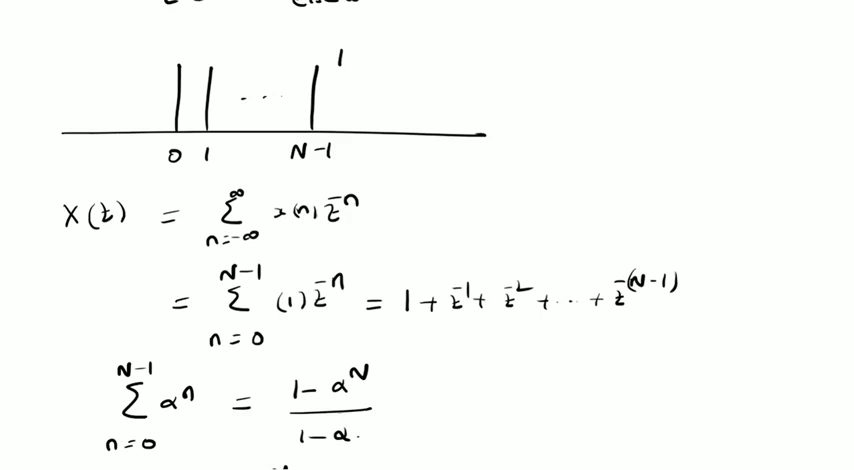 1
0 1 ... N-1
X(z) = Σ_{n=-∞}^{∞} x(n) z^{-n}
= Σ_{n=0}^{N-1} (1) z^{-n} = 1 + z^{-1} + z^{-2} + ... + z^{-(N-1)}
Σ_{n=0}^{N-1} α^n = (1 - α^N) / (1 - α)